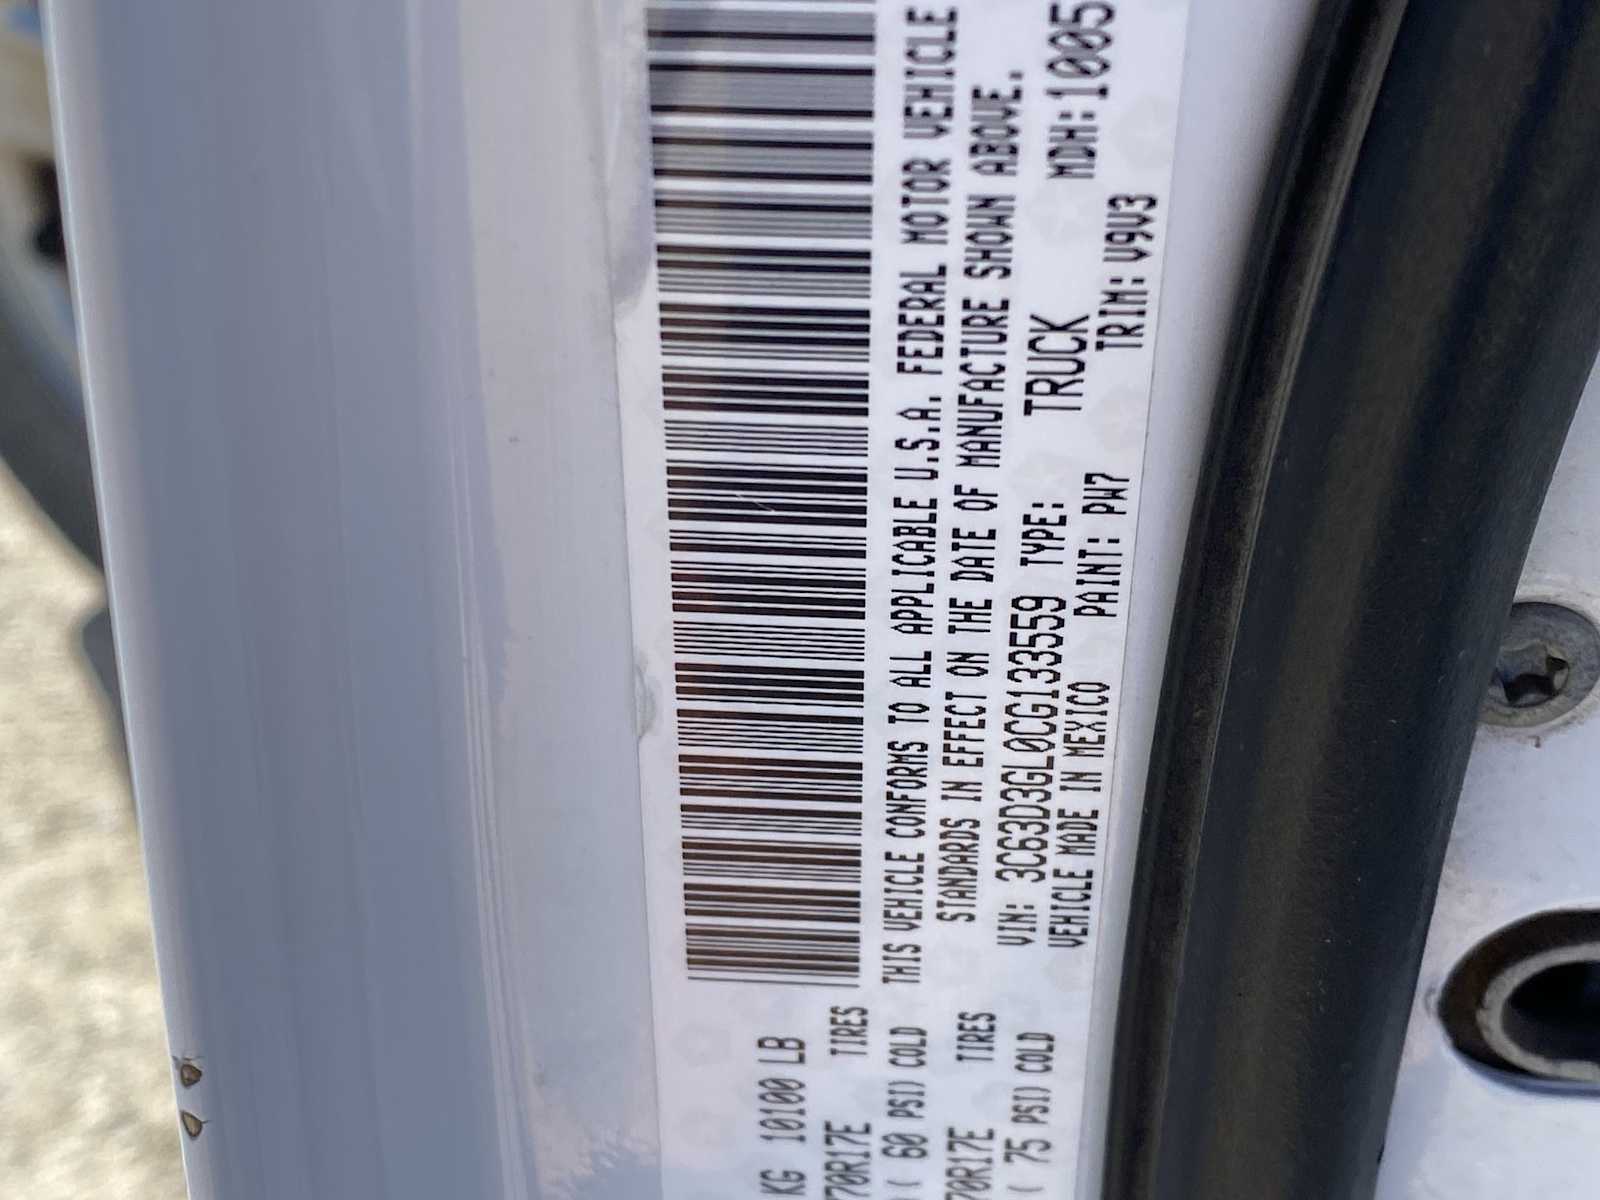 THIS VEHICLE CONFORMS TO ALL APPLICABLE U.S.A. FEDERAL MOTOR VEHICLE
STANDARDS IN EFFECT ON THE DATE OF MANUFACTURE SHOWN ABOVE.
VIN: 3C63D3GL0CG133559 TYPE: TRUCK MDH:1005
VEHICLE MADE IN MEXICO PAINT: PW7 TRIM: V9V3
KG 10100 LB
70R17E TIRES
( 60 PSI) COLD
70R17E TIRES
( 75 PSI) COLD